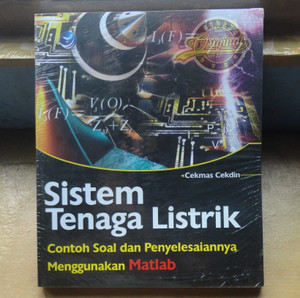 Cekmas Cekdin
Sistem
Tenaga Listrik
Contoh Soal dan Penyelesaiannya
Menggunakan Matlab